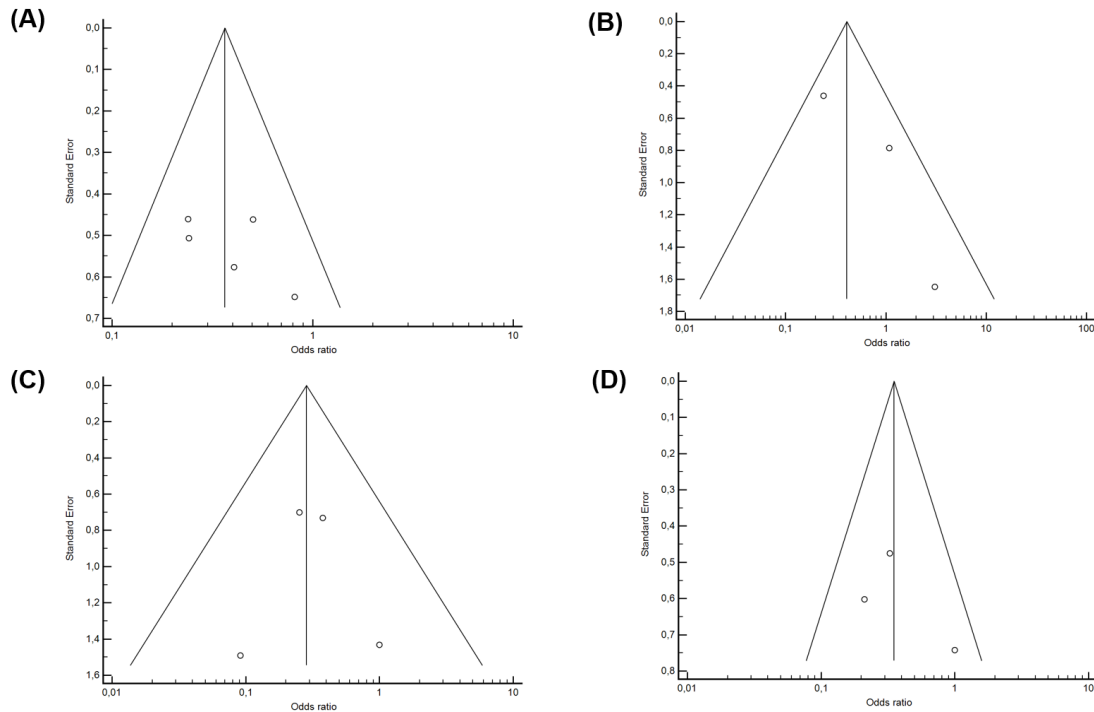 (A)
0,0
0,1
0,2
0,3
0,4
0,5
0,6
0,7
Standard Error
0,1 1 10
Odds ratio
(B)
0,0
0,2
0,4
0,6
0,8
1,0
1,2
1,4
1,6
1,8
Standard Error
0,01 0,1 1 10 100
Odds ratio
(C)
0,0
0,2
0,4
0,6
0,8
1,0
1,2
1,4
1,6
Standard Error
0,01 0,1 1 10
Odds ratio
(D)
0,0
0,1
0,2
0,3
0,4
0,5
0,6
0,7
0,8
Standard Error
0,01 0,1 1 10
Odds ratio